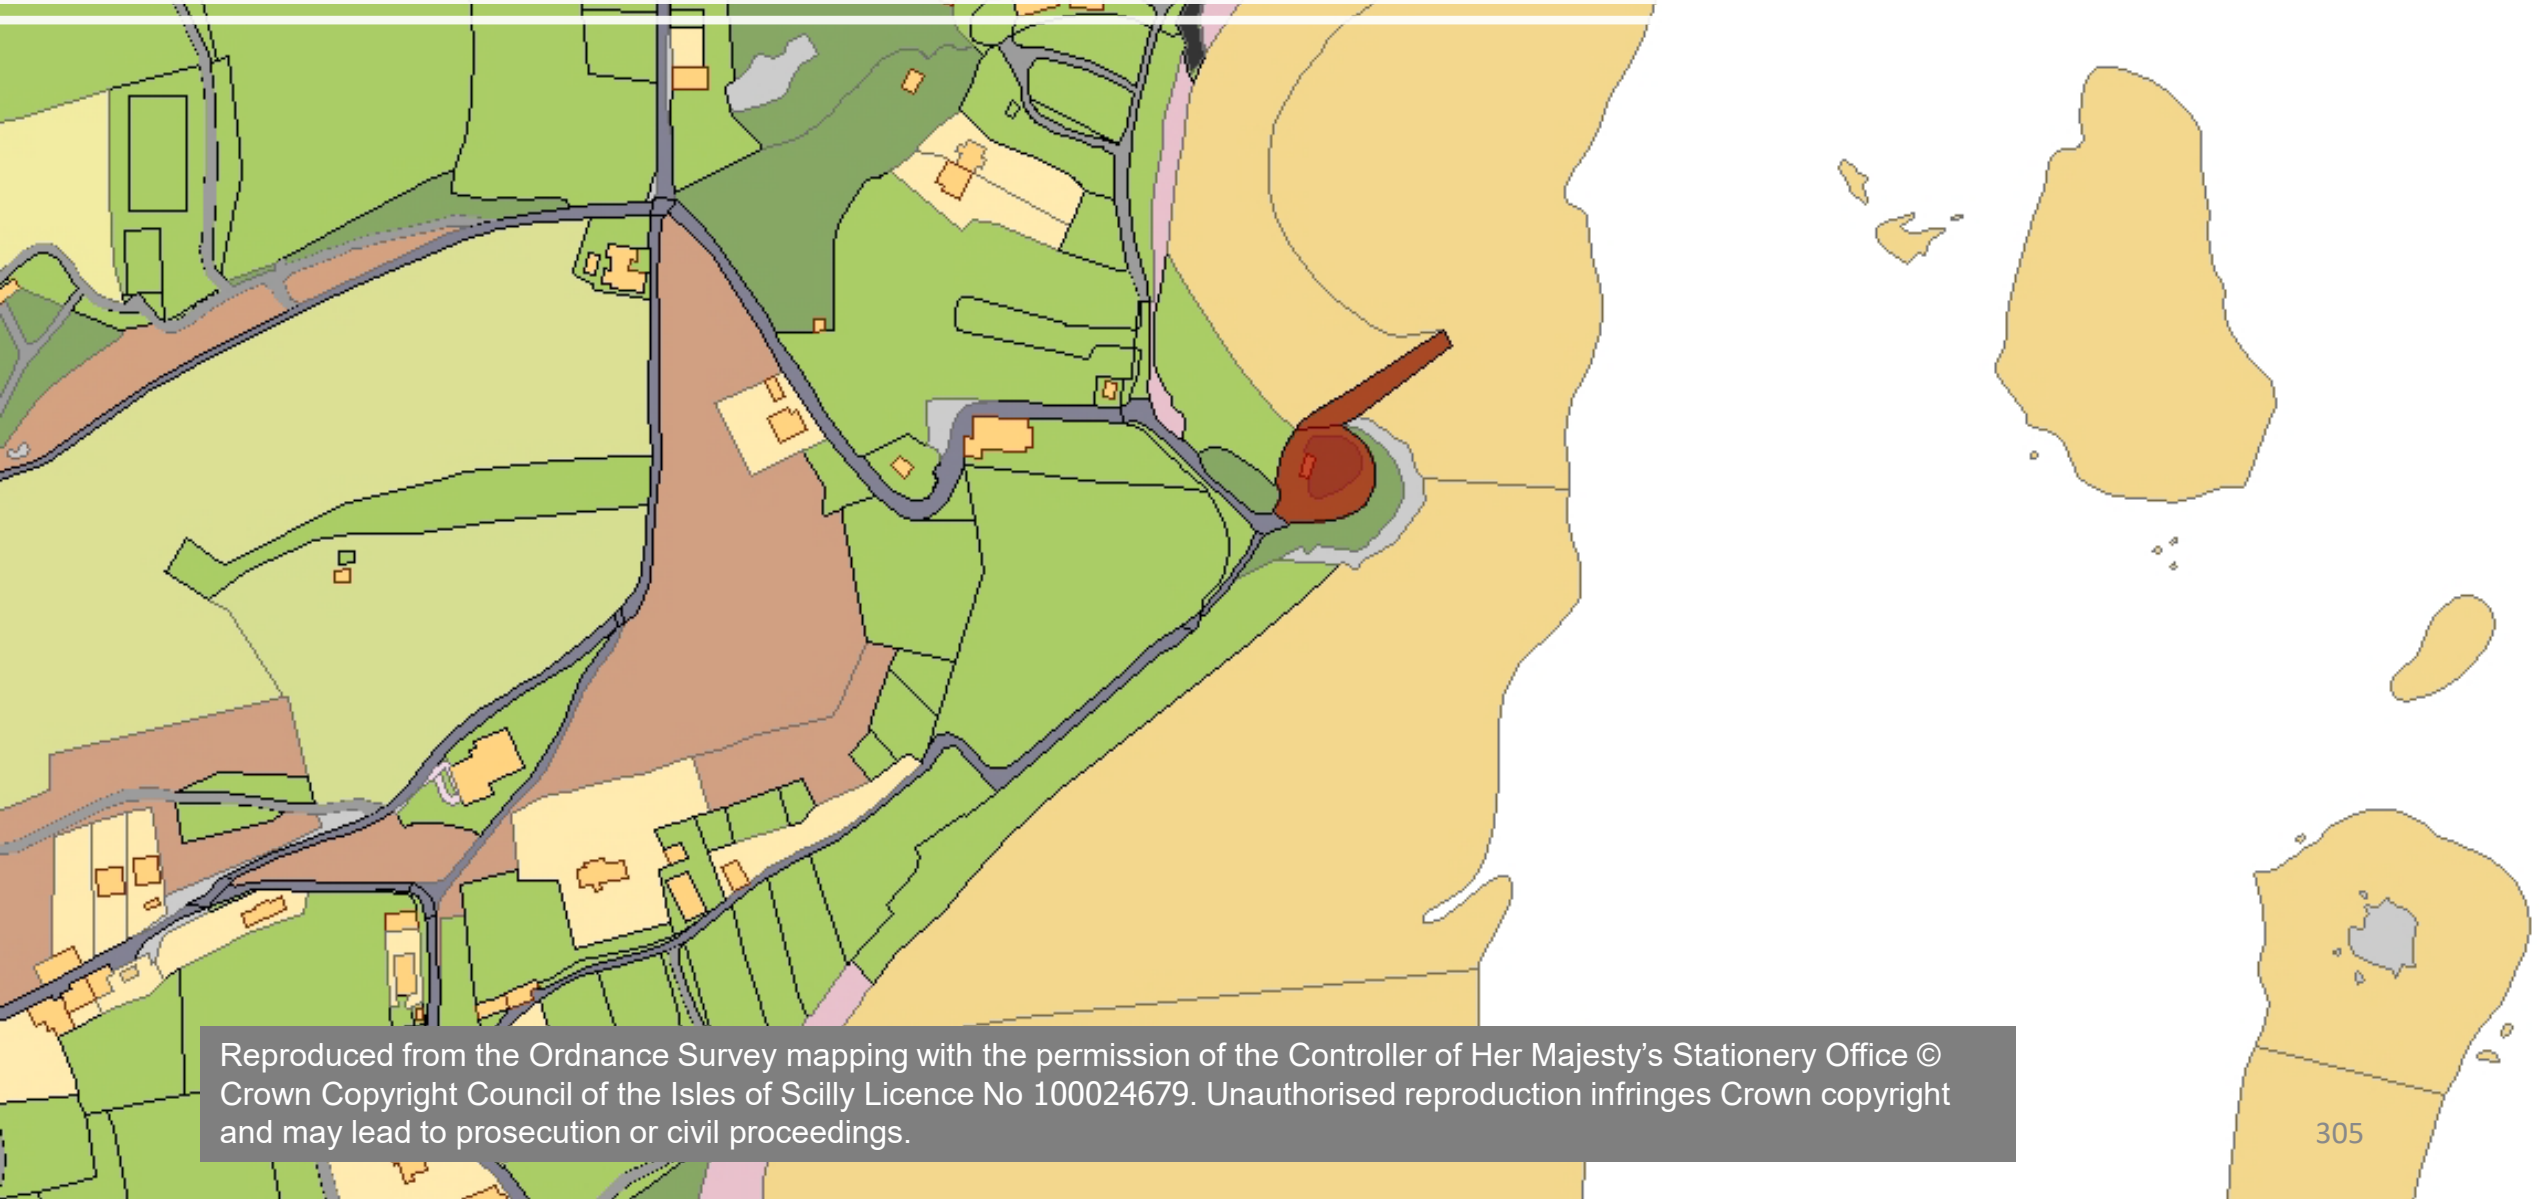 Reproduced from the Ordnance Survey mapping with the permission of the Controller of Her Majesty’s Stationery Office ©
Crown Copyright Council of the Isles of Scilly Licence No 100024679. Unauthorised reproduction infringes Crown copyright
and may lead to prosecution or civil proceedings.
305